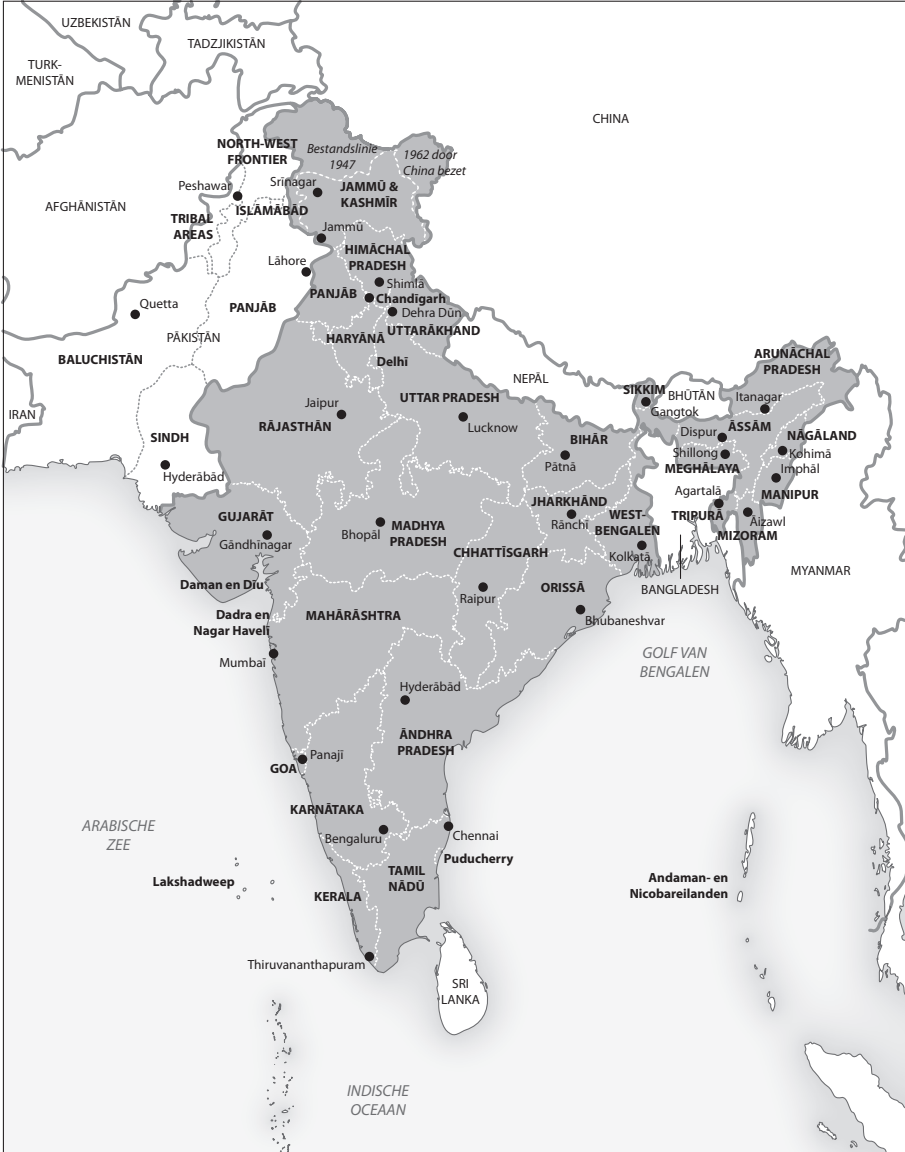 UZBEKISTĀN
TADZJIKISTĀN
TURK-
MENISTĀN
CHINA
NORTH-WEST
FRONTIER
Bestandslinie
1947
1962 door
China bezet
Peshawar
Srīnagar
JAMMŪ &
KASHMĪR
AFGHĀNISTĀN
ISLĀMĀBĀD
TRIBAL
AREAS
Jammū
HIMĀCHAL
PRADESH
Lāhore
Shimlā
PANJĀB
Chandīgarh
Quetta
PANJĀB
Dehra Dūn
UTTARĀKHAND
PĀKISTĀN
HARYĀNĀ
BALUCHISTĀN
Delhī
ARUNĀCHAL
PRADESH
NEPĀL
SIKKIM
BHŪTĀN
Itanagar
IRAN
Jaipur
UTTAR PRADESH
Gangtok
RĀJASTHĀN
Lucknow
Dispur
ĀSSĀM
SINDH
BIHĀR
NĀGĀLAND
Shillong
Kohimā
Pātnā
MEGHĀLAYA
Imphāl
Hyderābād
Agartalā
MANIPUR
JHARKHĀND
GUJARĀT
Rānchī
WEST-
BENGALEN
TRIPURĀ
Āizawl
Bhopāl
MADHYA
PRADESH
MIZORAM
Gāndhīnagar
CHHATTĪSGARH
Kolkatā
MYANMAR
Daman en Dīu
Raipur
ORISSĀ
BANGLADESH
Dadra en
Nagar Havelī
MAHĀRĀSHTRA
Bhubaneshvar
Mumbaī
GOLF VAN
BENGALEN
Hyderābād
ĀNDHRA
PRADESH
Panajī
GOA
KARNĀTAKA
ARABISCHE
ZEE
Bengaluru
Chennai
Puducherry
Lakshadweep
TAMIL
NĀDŪ
Andaman- en
Nicobareilanden
KERALA
Thiruvananthapuram
SRI
LANKA
INDISCHE
OCEAAN